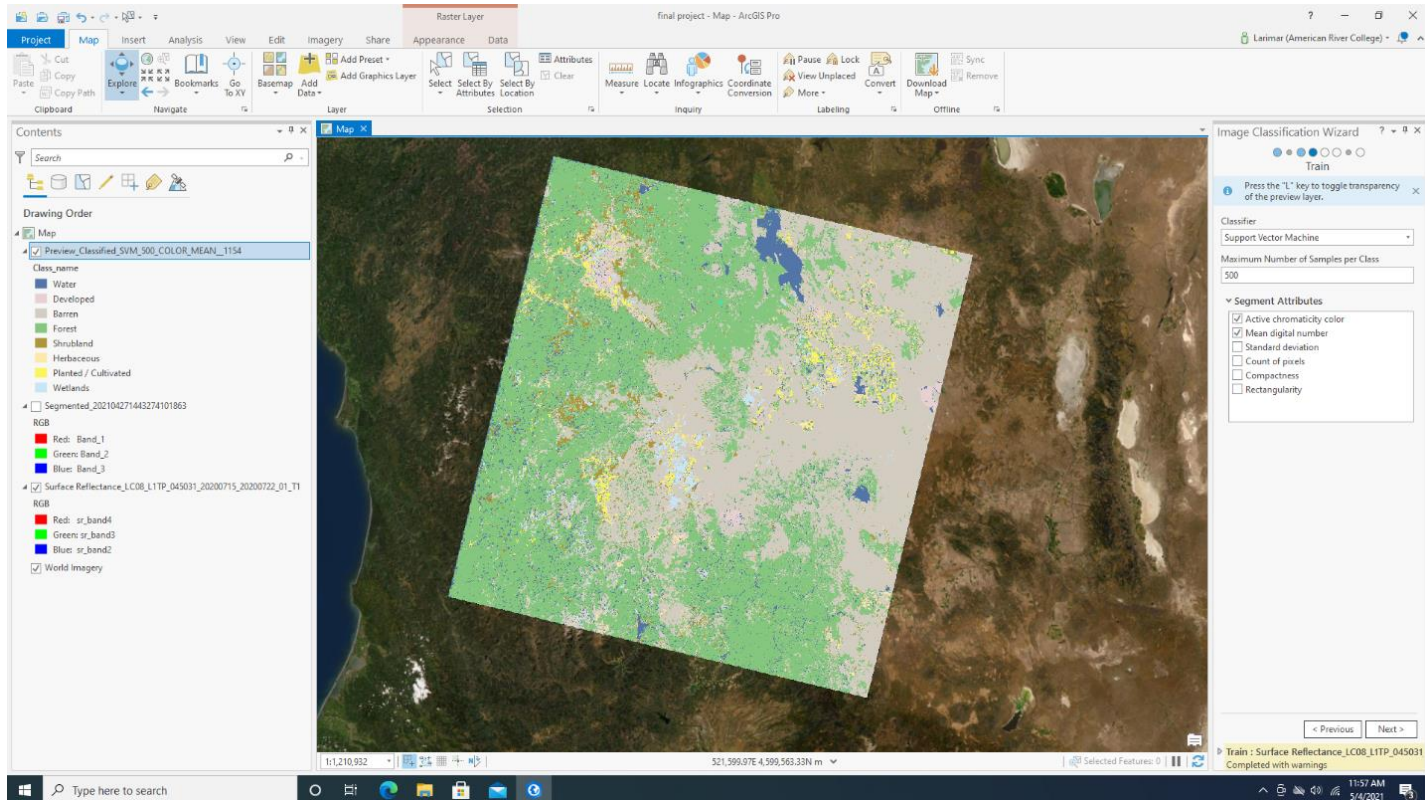 Raster Layer
final project - Map - ArcGIS Pro
? — X
Project Map Insert Analysis View Edit Imagery Share Appearance Data
Larimar (American River College)
Paste
Cut
Copy
Copy Path
Clipboard
Explore
Bookmarks
Go To XY
Navigate
Basemap
Add Data
Add Preset
Add Graphics Layer
Layer
Select
Select By Attributes
Select By Location
Attributes
Clear
Selection
Measure
Locate
Infographics
Coordinate Conversion
Inquiry
Pause
Lock
View Unplaced
More
Convert
Labeling
Download Map
Sync
Remove
Offline
Contents
Search
Drawing Order
Map
Preview_Classified_SVM_500_COLOR_MEAN__1154
Class_name
Water
Developed
Barren
Forest
Shrubland
Herbaceous
Planted / Cultivated
Wetlands
Segmented_202104271443274101863
RGB
Red: Band_1
Green: Band_2
Blue: Band_3
Surface Reflectance_LC08_L1TP_045031_20200715_20200722_01_T1
RGB
Red: sr_band4
Green: sr_band3
Blue: sr_band2
World Imagery
Map
1:1,210,932
521,599.97E 4,599,563.33N m
Selected Features: 0
Image Classification Wizard
Train
Press the "L" key to toggle transparency
of the preview layer.
Classifier
Support Vector Machine
Maximum Number of Samples per Class
500
Segment Attributes
Active chromaticity color
Mean digital number
Standard deviation
Count of pixels
Compactness
Rectangularity
< Previous Next >
Train : Surface Reflectance_LC08_L1TP_045031
Completed with warnings
Type here to search
11:57 AM
5/4/2021
3